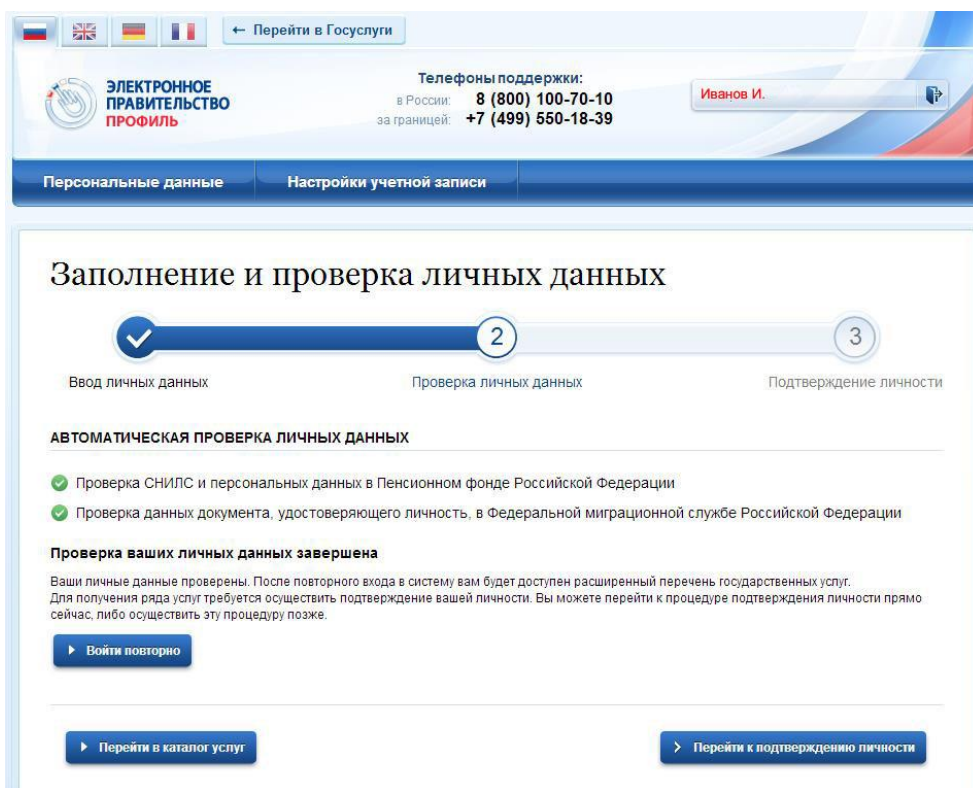 ← Перейти в Госуслуги
ЭЛЕКТРОННОЕ
ПРАВИТЕЛЬСТВО
ПРОФИЛЬ
Телефоны поддержки:
в России: 8 (800) 100-70-10
за границей: +7 (499) 550-18-39
Иванов И.
Персональные данные Настройки учетной записи
Заполнение и проверка личных данных
2 3
Ввод личных данных Проверка личных данных Подтверждение личности
АВТОМАТИЧЕСКАЯ ПРОВЕРКА ЛИЧНЫХ ДАННЫХ
Проверка СНИЛС и персональных данных в Пенсионном фонде Российской Федерации
Проверка данных документа, удостоверяющего личность, в Федеральной миграционной службе Российской Федерации
Проверка ваших личных данных завершена
Ваши личные данные проверены. После повторного входа в систему вам будет доступен расширенный перечень государственных услуг.
Для получения ряда услуг требуется осуществить подтверждение вашей личности. Вы можете перейти к процедуре подтверждения личности прямо
сейчас, либо осуществить эту процедуру позже.
Войти повторно
Перейти в каталог услуг Перейти к подтверждению личности